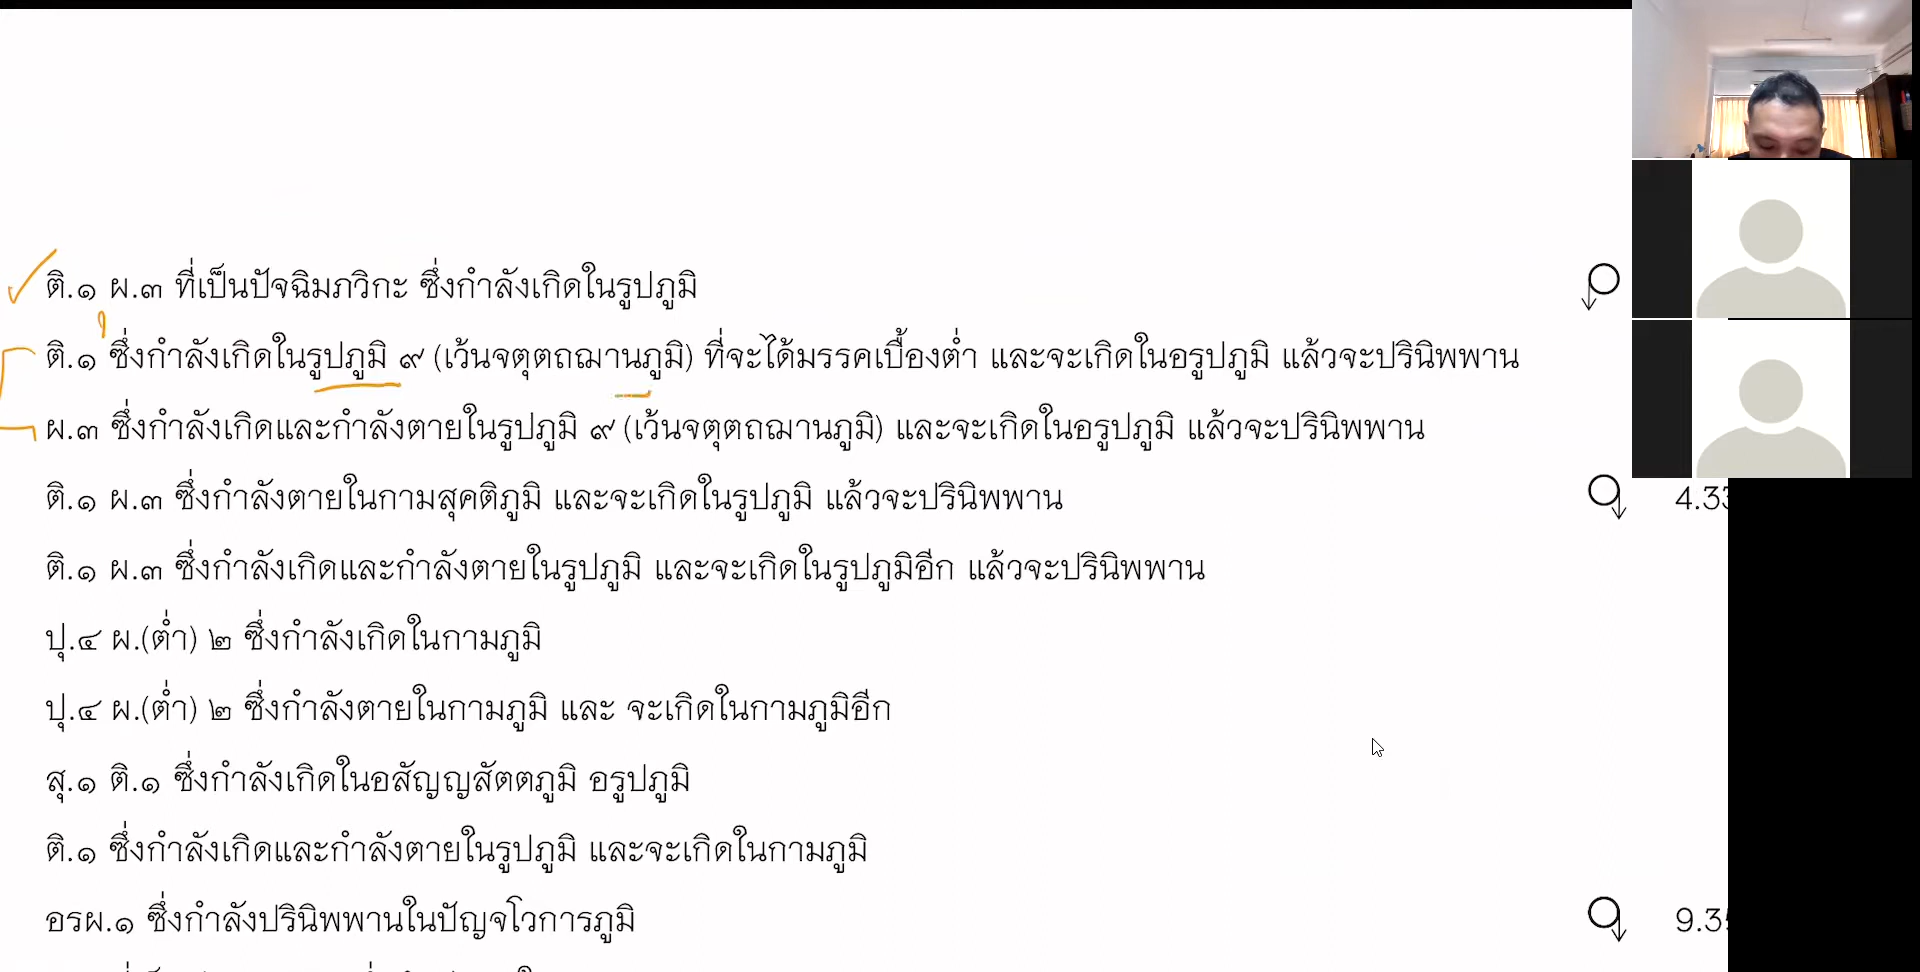 ติ.๑ ผ.๓ ที่เป็นปัจฉิมภวิกะ ซึ่งกำลังเกิดในรูปภูมิ
ติ.๑ ซึ่งกำลังเกิดในรูปภูมิ ๙ (เว้นจตุตถฌานภูมิ) ที่จะได้มรรคเบื้องต่ำ และจะเกิดในอรูปภูมิ แล้วจะปรินิพพาน
ผ.๓ ซึ่งกำลังเกิดและกำลังตายในรูปภูมิ ๙ (เว้นจตุตถฌานภูมิ) และจะเกิดในอรูปภูมิ แล้วจะปรินิพพาน
ติ.๑ ผ.๓ ซึ่งกำลังตายในกามสุคติภูมิ และจะเกิดในรูปภูมิ แล้วจะปรินิพพาน 4.33
ติ.๑ ผ.๓ ซึ่งกำลังเกิดและกำลังตายในรูปภูมิ และจะเกิดในรูปภูมิอีก แล้วจะปรินิพพาน
ปุ.๔ ผ.(ต่ำ) ๒ ซึ่งกำลังเกิดในกามภูมิ
ปุ.๔ ผ.(ต่ำ) ๒ ซึ่งกำลังตายในกามภูมิ และ จะเกิดในกามภูมิอีก
สุ.๑ ติ.๑ ซึ่งกำลังเกิดในอสัญญสัตตภูมิ อรูปภูมิ
ติ.๑ ซึ่งกำลังเกิดและกำลังตายในรูปภูมิ และจะเกิดในกามภูมิ
อรผ.๑ ซึ่งกำลังปรินิพพานในปัญจโวการภูมิ 9.3